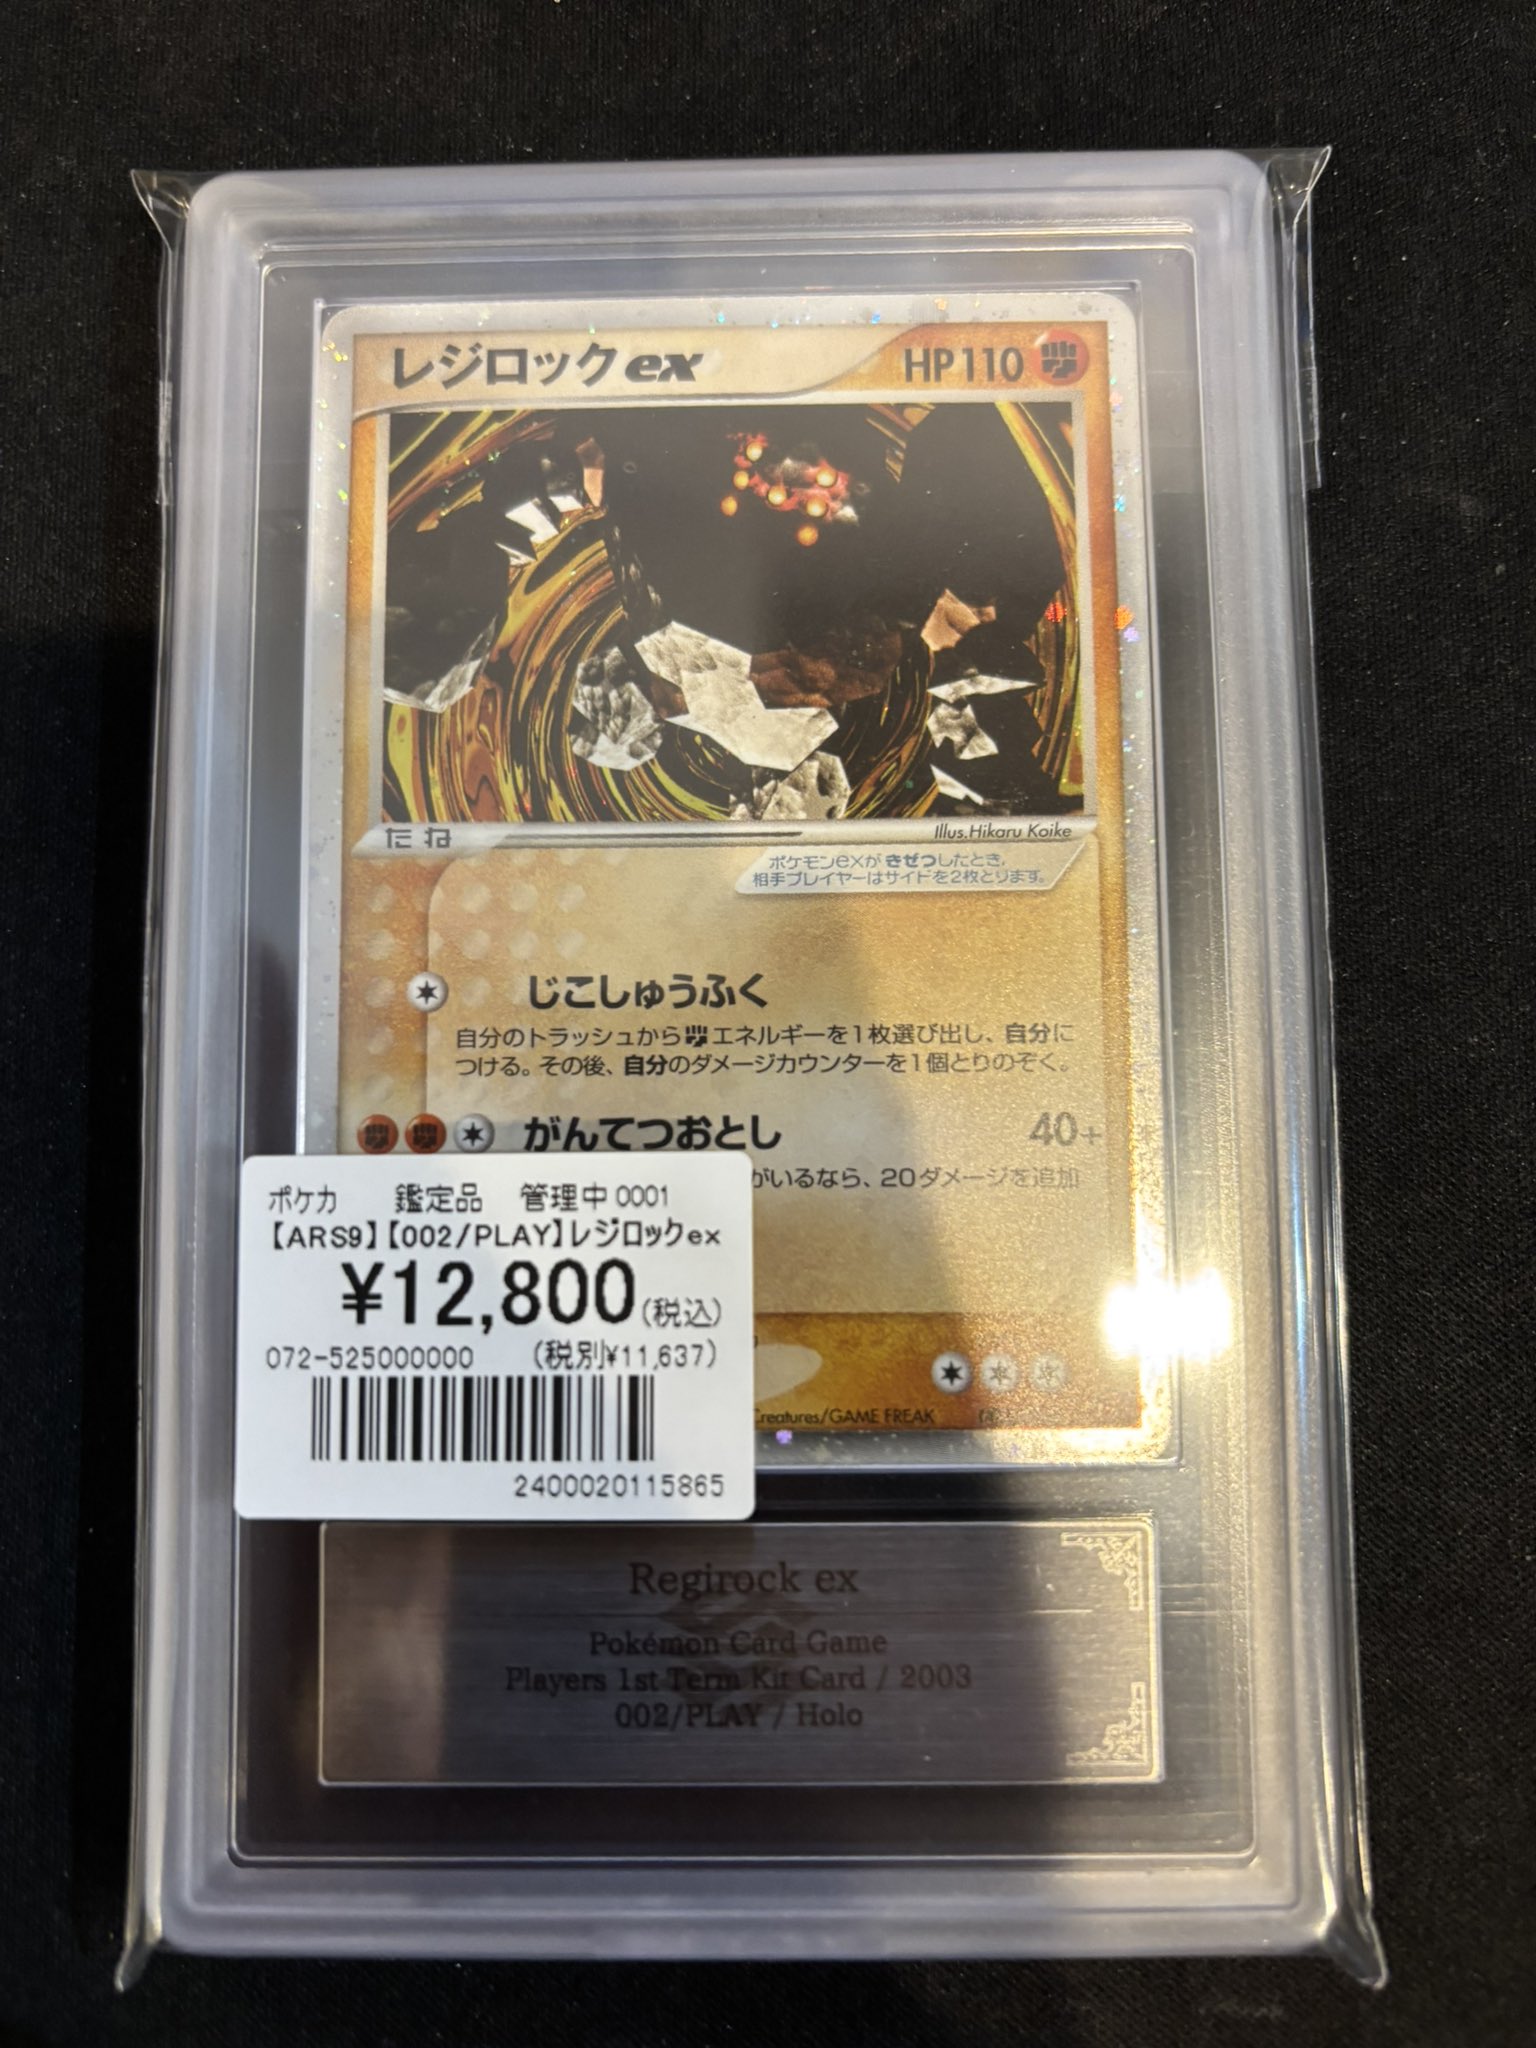 レジロックex HP110
たね
Illus.Hikaru Koike
ポケモンexがきぜつしたとき、
相手プレイヤーはサイドを2枚とります。
じこしゅうふく
自分のトラッシュからエネルギーを1枚選び出し、自分に
つける。その後、自分のダメージカウンターを1個とりのぞく。
がんてつおとし 40+
がいるなら、20ダメージを追加
ポケカ 鑑定品 管理中0001
【ARS9】【002/PLAY】レジロックex
¥12,800(税込)
072-525000000 (税別¥11,637)
2400020115865
Creatures/GAME FREAK
Regirock ex
Pokémon Card Game
Players 1st Term Kit Card / 2003
002/PLAY / Holo